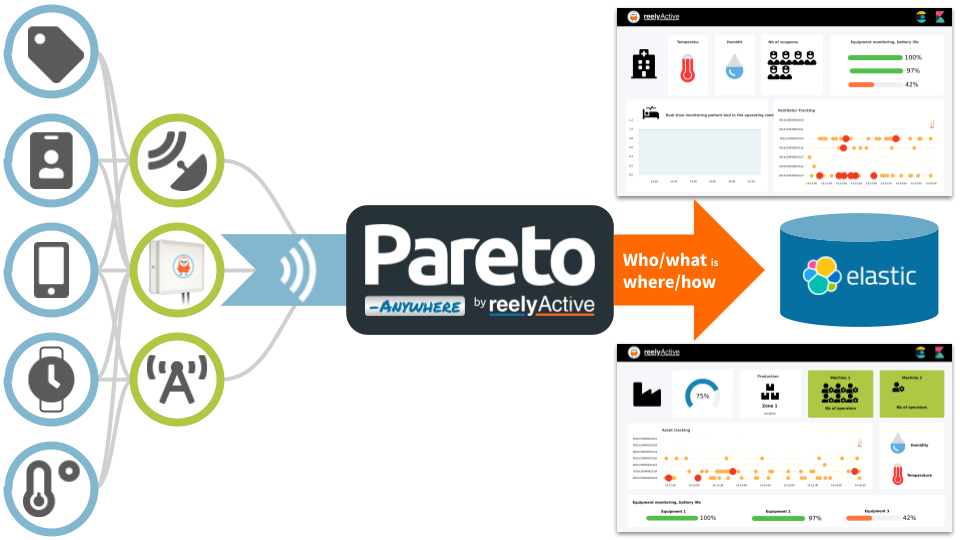 reelyActive
Temperatu
Humidit
Nb of surgeons
Equipment monitoring, battery life
100%
97%
42%
Real time monitoring patient bed in the operating room
Ventilator Tracking
Pareto
-ANYWHERE
by reelyActive
Who/what is
where/how
elastic
reelyActive
75%
Production
Zone 1
Location
Machine 1
Nb of operators
Machine 2
Nb of operators
Asset tracking
Humidity
Temperature
Equipment monitoring, battery life
Equipment 1
100%
Equipment 2
97%
Equipment 3
42%